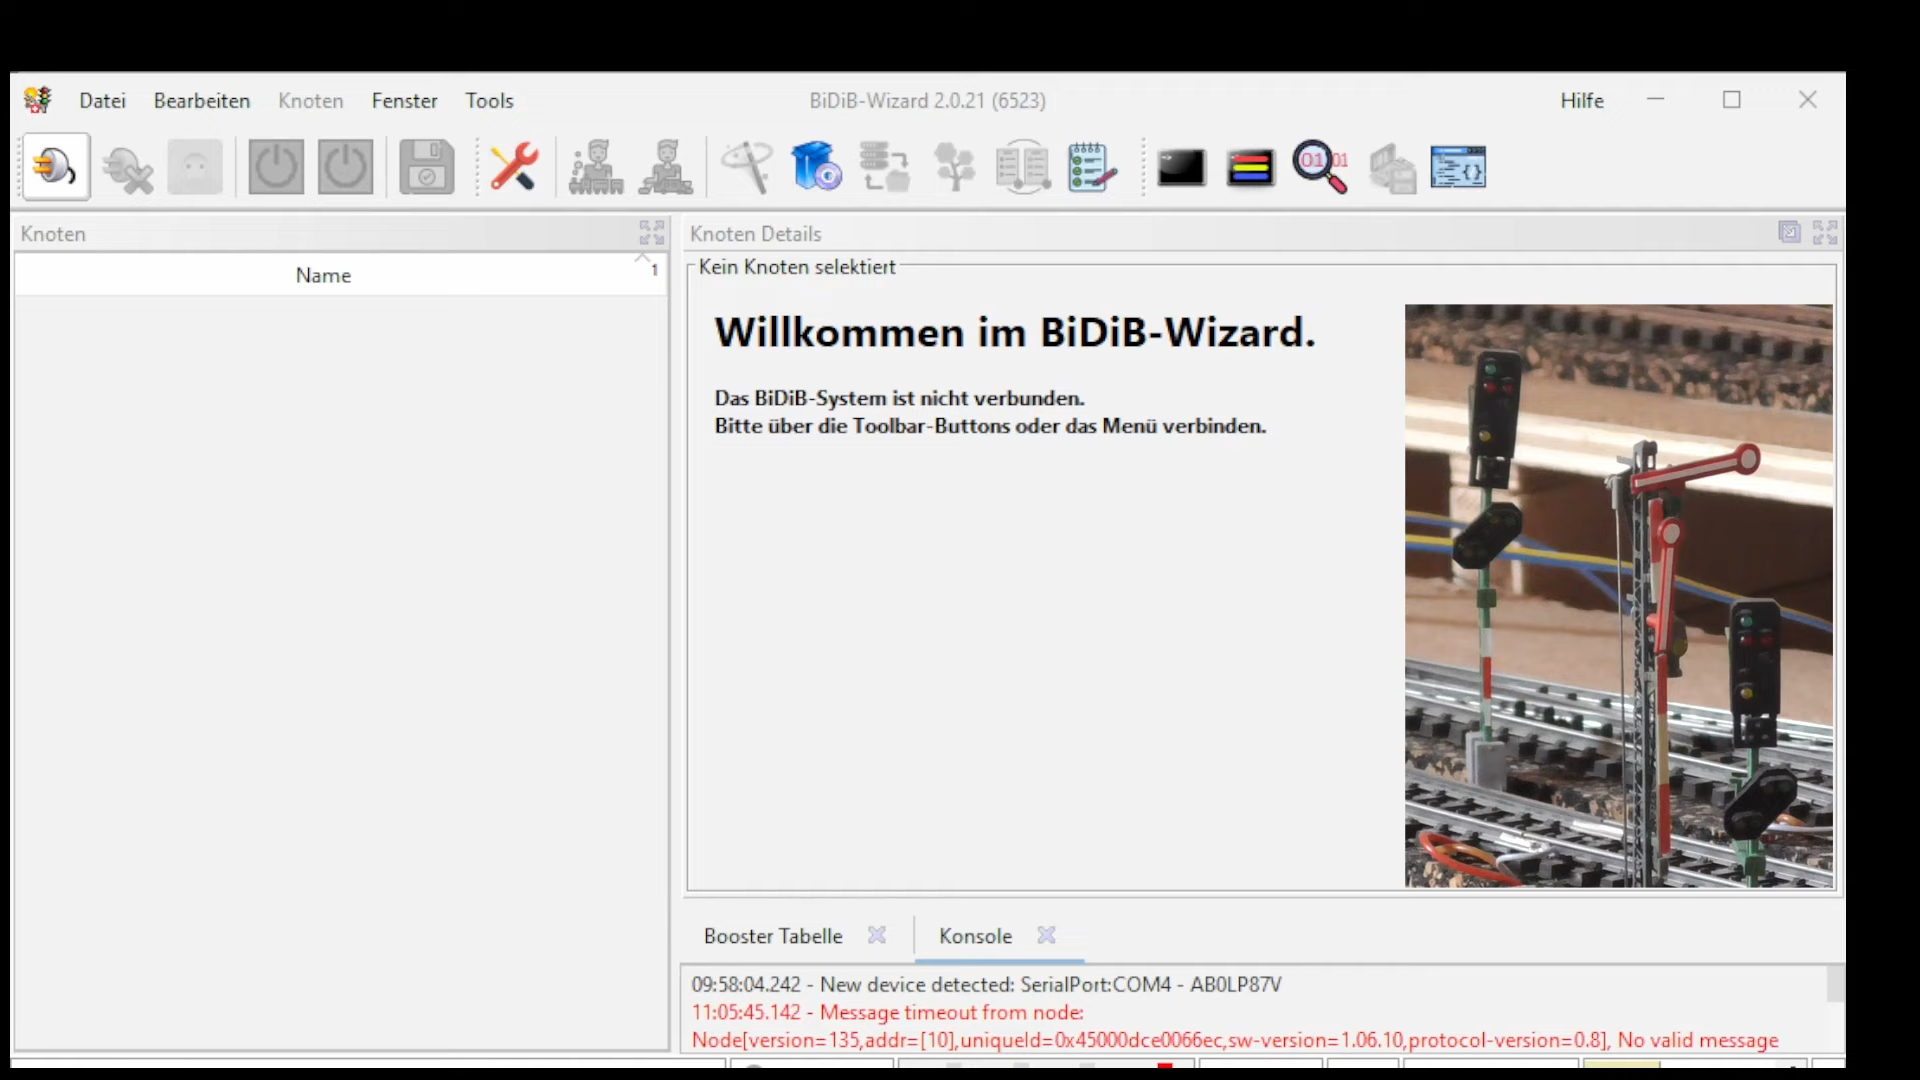 Datei Bearbeiten Knoten Fenster Tools BiDiB-Wizard 2.0.21 (6523) Hilfe
Knoten
Name 1
Knoten Details
Kein Knoten selektiert
Willkommen im BiDiB-Wizard.
Das BiDiB-System ist nicht verbunden.
Bitte über die Toolbar-Buttons oder das Menü verbinden.
Booster Tabelle Konsole
09:58:04.242 - New device detected: SerialPort:COM4 - AB0LP87V
11:05:45.142 - Message timeout from node:
Node[version=135,addr=[10],uniqueId=0x45000dce0066ec,sw-version=1.06.10,protocol-version=0.8], No valid message